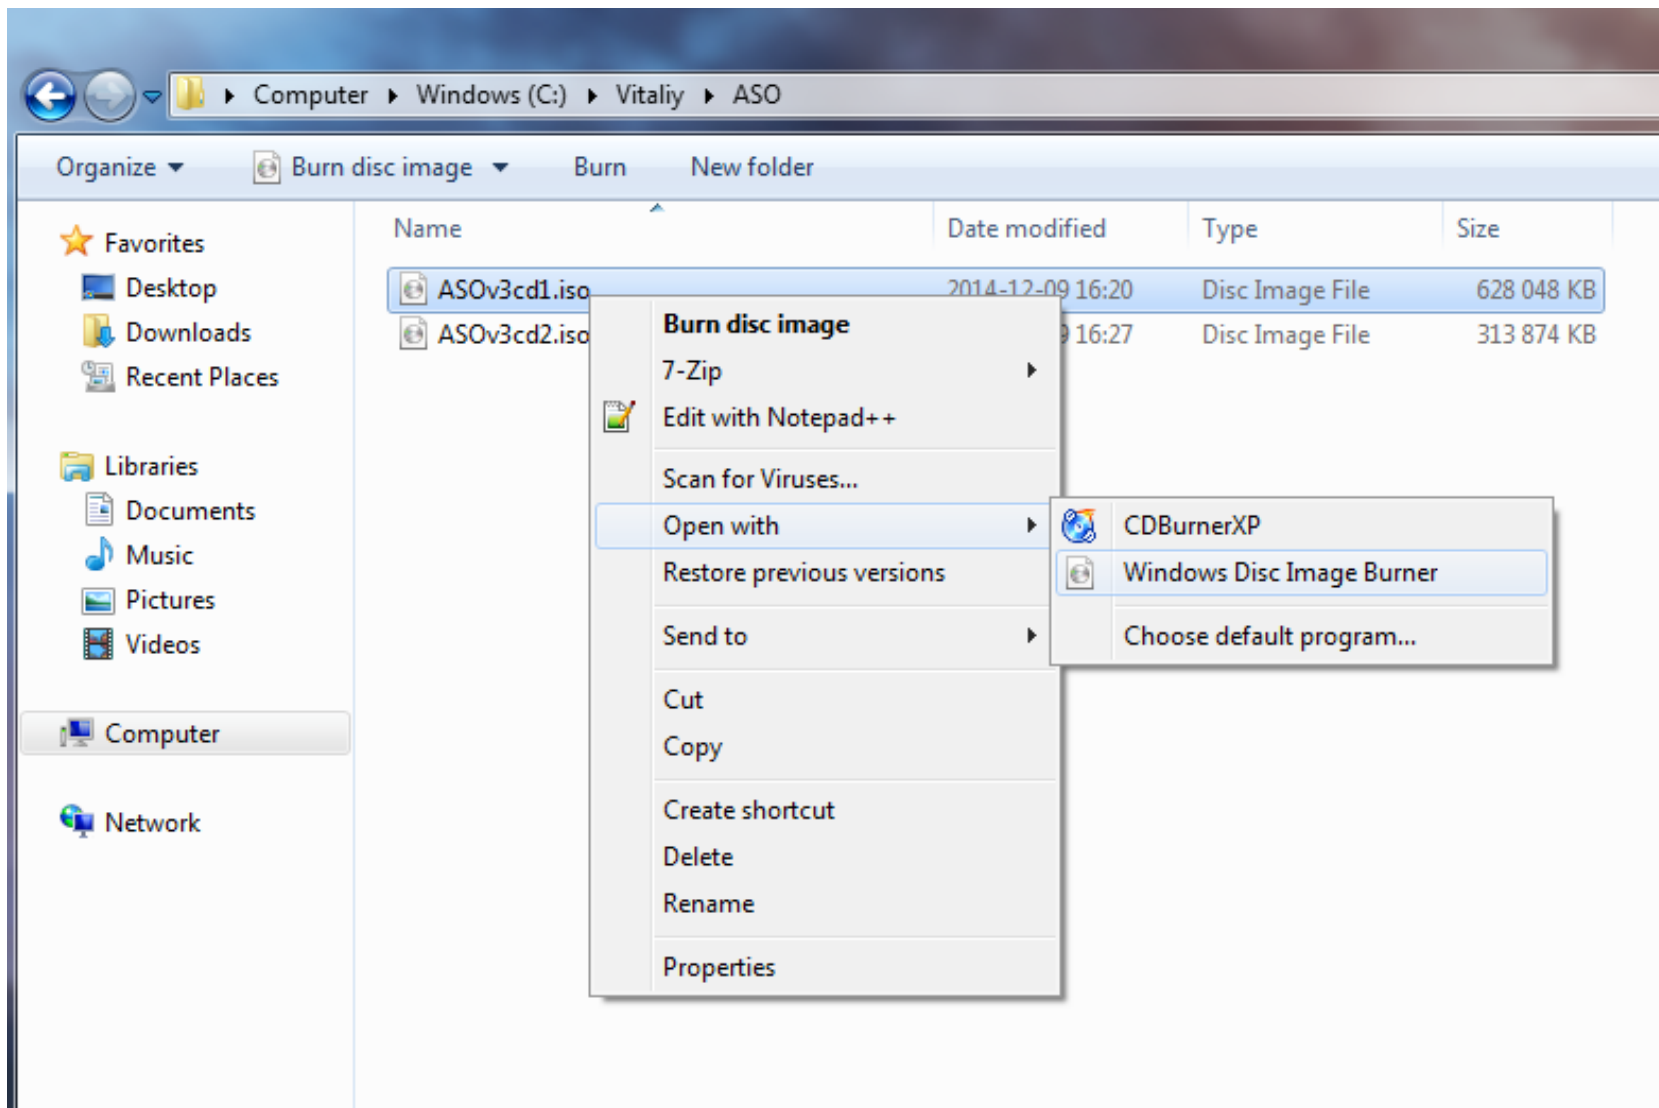 Computer Windows (C:) Vitaliy ASO
Organize Burn disc image Burn New folder
Name Date modified Type Size
Favorites
Desktop
Downloads
Recent Places
Libraries
Documents
Music
Pictures
Videos
Computer
Network
ASOv3cd1.iso 2014-12-09 16:20 Disc Image File 628 048 KB
ASOv3cd2.iso 9 16:27 Disc Image File 313 874 KB
Burn disc image
7-Zip
Edit with Notepad++
Scan for Viruses...
Open with
Restore previous versions
Send to
Cut
Copy
Create shortcut
Delete
Rename
Properties
CDBurnerXP
Windows Disc Image Burner
Choose default program...